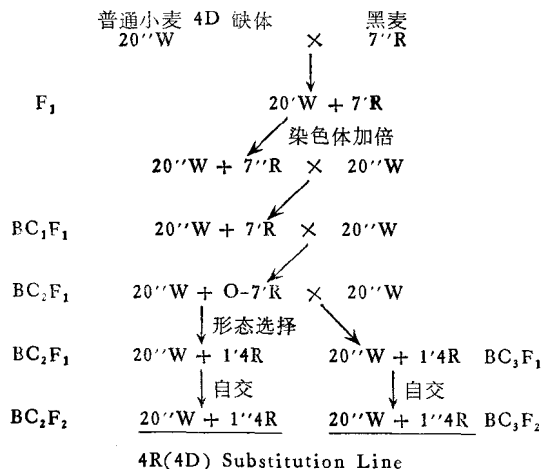 普通小麦 4D 缺体 黑麦
20″W × 7″R
F₁ 20′W + 7′R
染色体加倍
20″W + 7″R × 20″W
BC₁F₁ 20″W + 7′R × 20″W
BC₂F₁ 20″W + O-7′R × 20″W
形态选择
BC₂F₁ 20″W + 1′4R 20″W + 1′4R BC₃F₁
自交 自交
BC₂F₂ 20″W + 1″4R 20″W + 1″4R BC₃F₂
4R(4D) Substitution Line